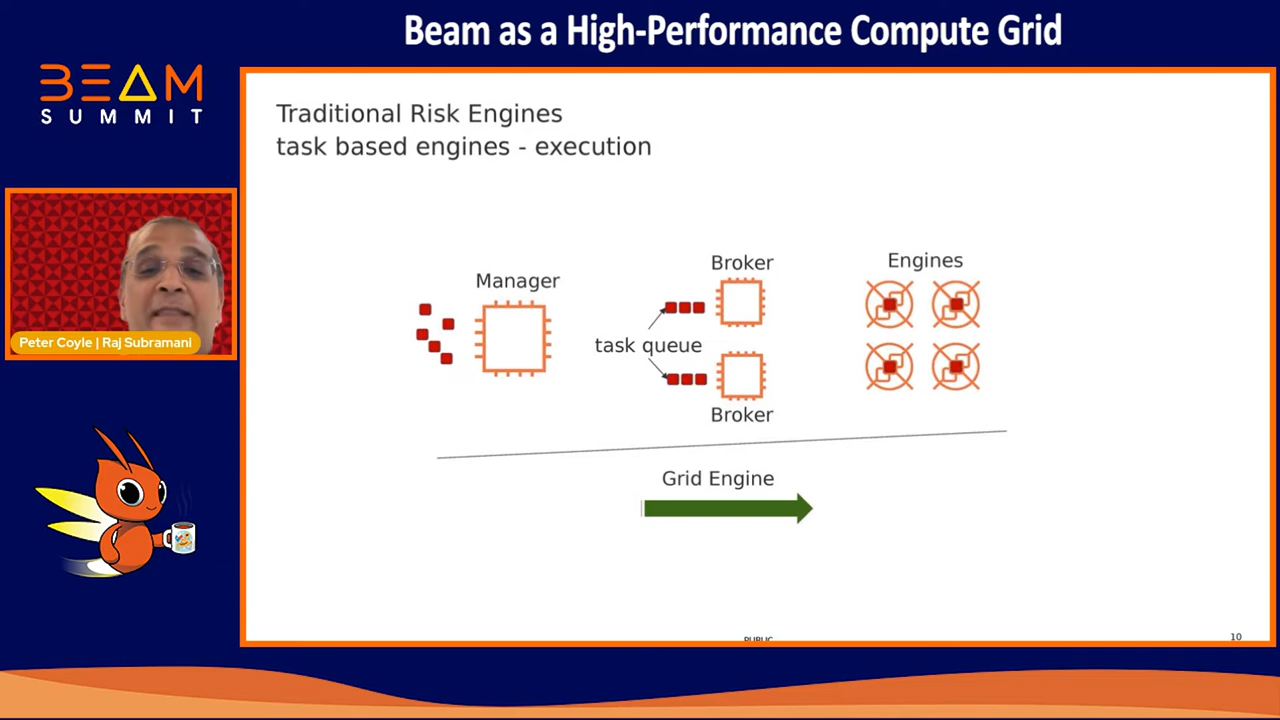 Beam as a High-Performance Compute Grid
BEAM
SUMMIT
Traditional Risk Engines
task based engines - execution
Peter Coyle | Raj Subramani
Manager
Broker
Engines
task queue
Broker
Grid Engine
PUBLIC
10